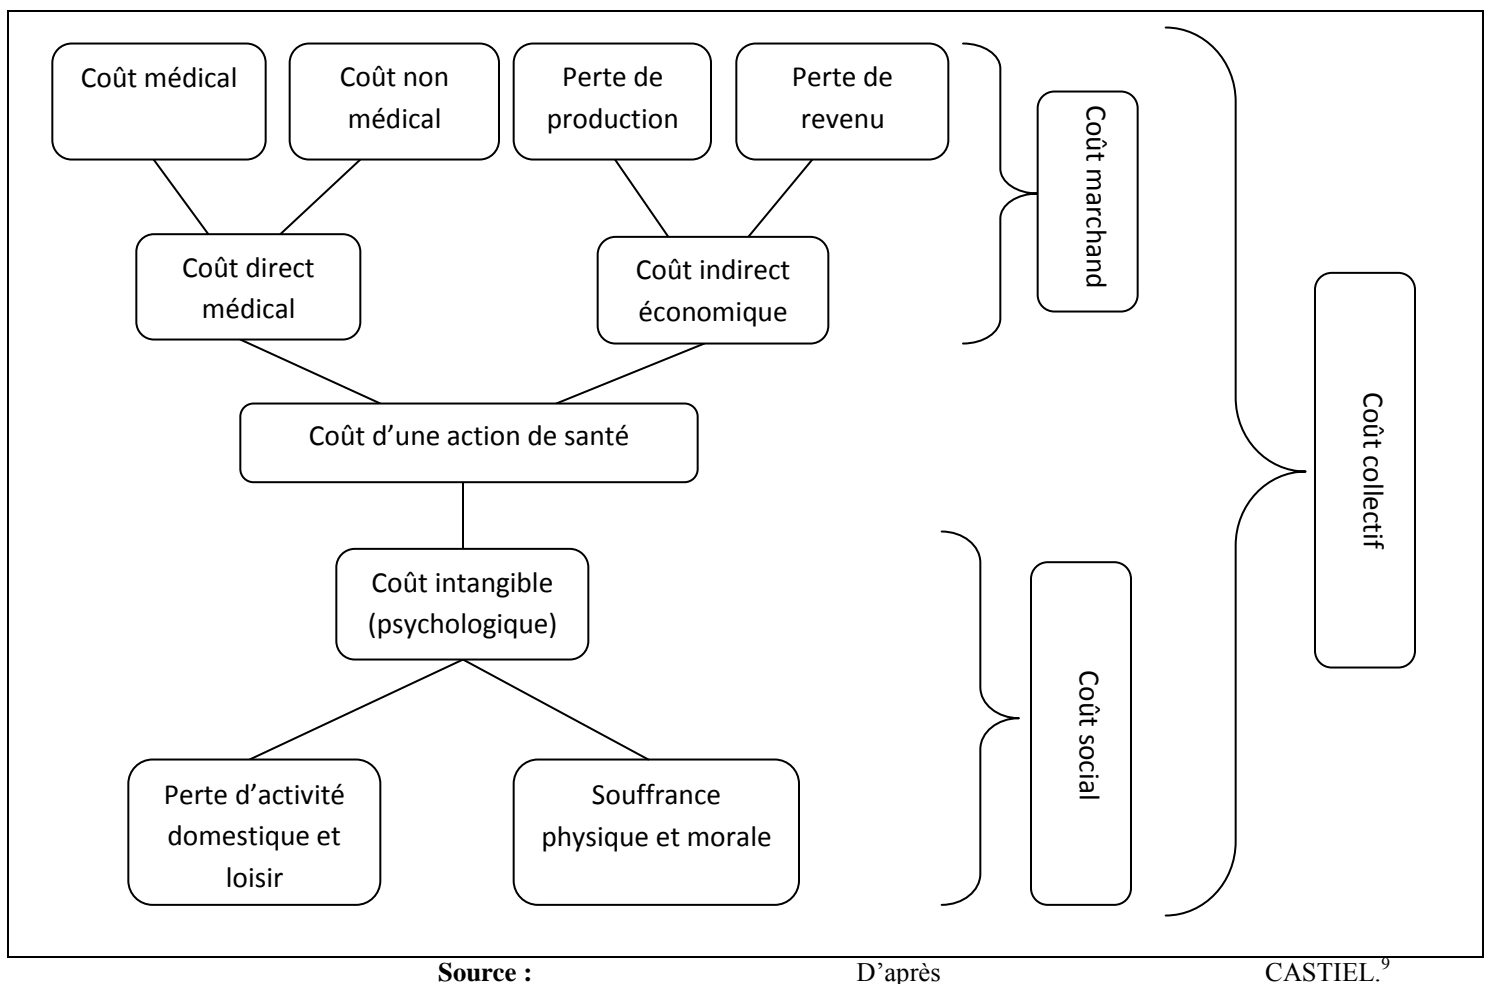 Coût médical
Coût non
médical
Perte de
production
Perte de
revenu
Coût marchand
Coût direct
médical
Coût indirect
économique
Coût d’une action de santé
Coût collectif
Coût intangible
(psychologique)
Coût social
Perte d’activité
domestique et
loisir
Souffrance
physique et morale
Source : D’après CASTIEL.⁹